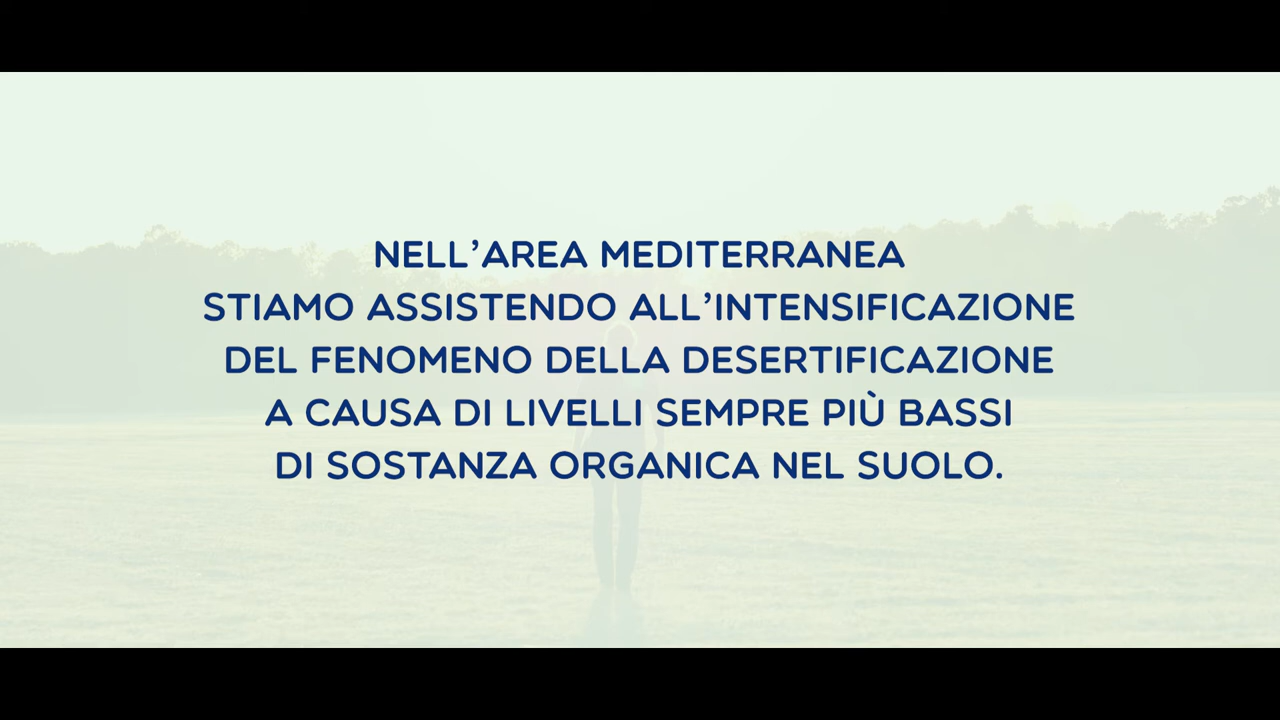 NELL’AREA MEDITERRANEA
STIAMO ASSISTENDO ALL’INTENSIFICAZIONE
DEL FENOMENO DELLA DESERTIFICAZIONE
A CAUSA DI LIVELLI SEMPRE PIÙ BASSI
DI SOSTANZA ORGANICA NEL SUOLO.